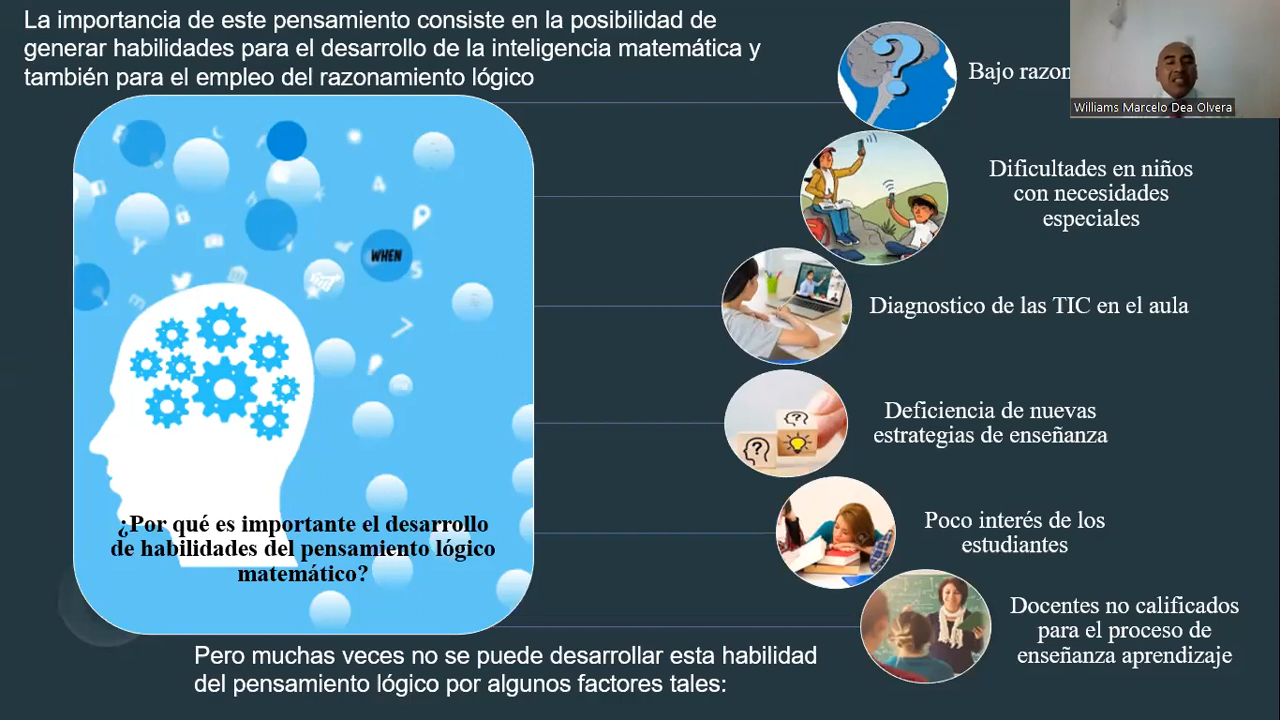 La importancia de este pensamiento consiste en la posibilidad de
generar habilidades para el desarrollo de la inteligencia matemática y
también para el empleo del razonamiento lógico
Bajo razon
Williams Marcelo Dea Olvera
Dificultades en niños
con necesidades
especiales
WHEN
Diagnostico de las TIC en el aula
Deficiencia de nuevas
estrategias de enseñanza
¿Por qué es importante el desarrollo
de habilidades del pensamiento lógico
matemático?
Poco interés de los
estudiantes
Docentes no calificados
para el proceso de
enseñanza aprendizaje
Pero muchas veces no se puede desarrollar esta habilidad
del pensamiento lógico por algunos factores tales: